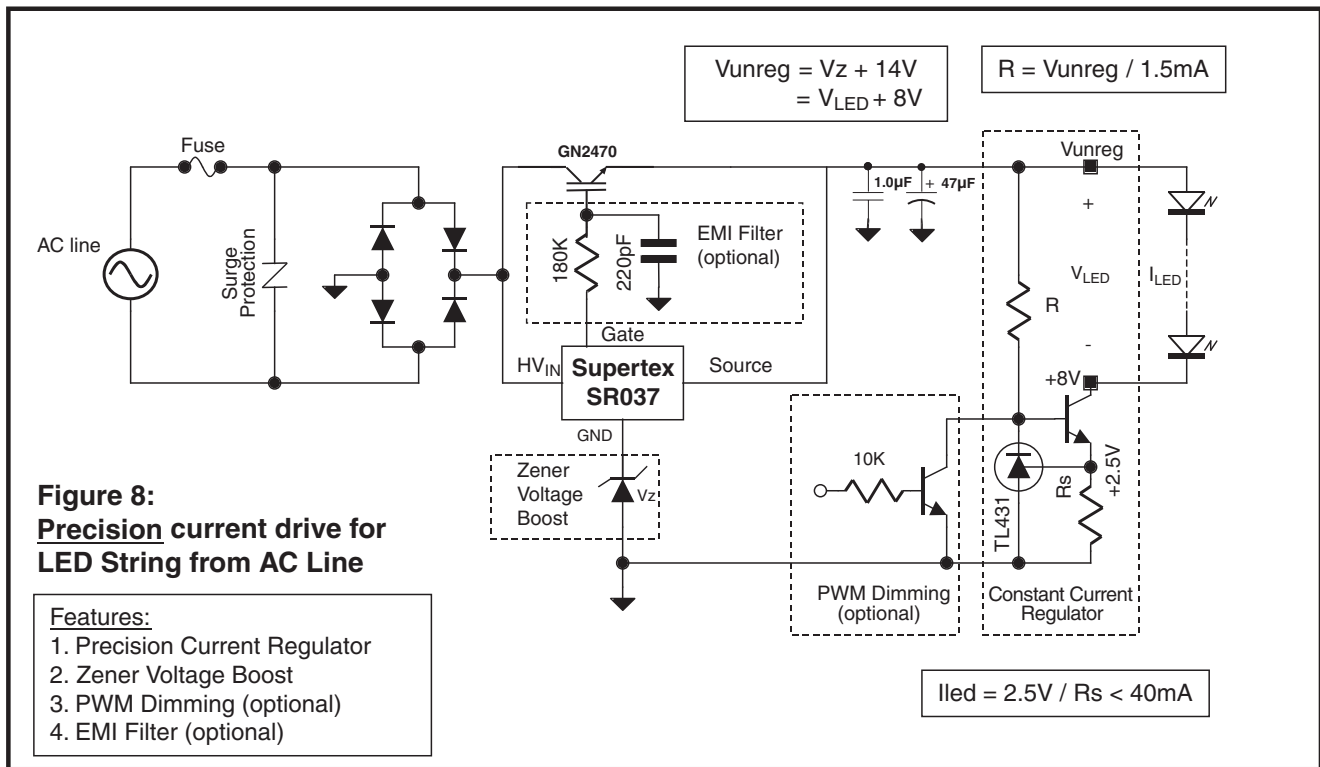 Vunreg = Vz + 14V
= VLED + 8V
R = Vunreg / 1.5mA
Fuse
GN2470
Vunreg
1.0µF
+
47µF
AC line
Surge
Protection
180K
220pF
EMI Filter
(optional)
+
VLED
ILED
R
-
+8V
Gate
HVIN
Supertex
SR037
Source
GND
Zener
Voltage
Boost
Vz
10K
TL431
Rs
+2.5V
PWM Dimming
(optional)
Constant Current
Regulator
Figure 8:
Precision current drive for
LED String from AC Line
Features:
1. Precision Current Regulator
2. Zener Voltage Boost
3. PWM Dimming (optional)
4. EMI Filter (optional)
Iled = 2.5V / Rs < 40mA